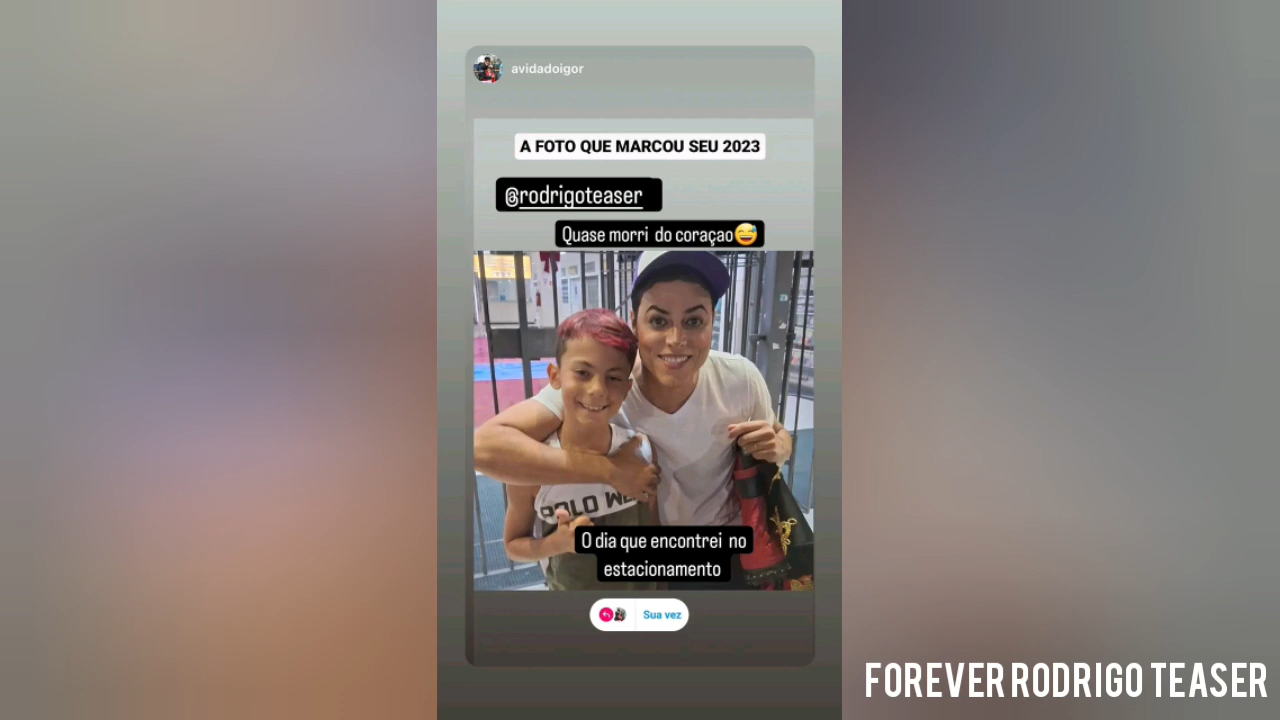 avidadoigor
A FOTO QUE MARCOU SEU 2023
@rodrigoteaser
Quase morri do coraçao😅
POLO WE
O dia que encontrei no
estacionamento
Sua vez
FOREVER RODRIGO TEASER